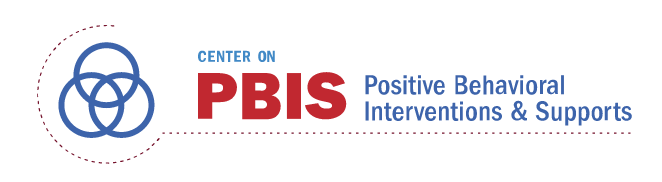 CENTER ON
PBIS
Positive Behavioral
Interventions & Supports